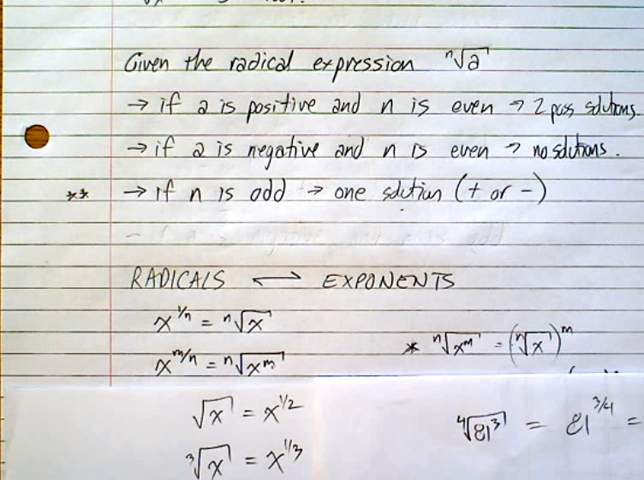 Given the radical expression ⁿ√a
→ if a is positive and n is even → 2 poss solutions.
→ if a is negative and n is even → no solutions.
** → if n is odd → one solution (+ or -)
RADICALS ↔ EXPONENTS
x^(1/n) = ⁿ√x
x^(m/n) = ⁿ√(x^m)
* ⁿ√(x^m) = (ⁿ√x)^m
√x = x^(1/2)
³√x = x^(1/3)
⁴√(81³) = 81^(3/4) =